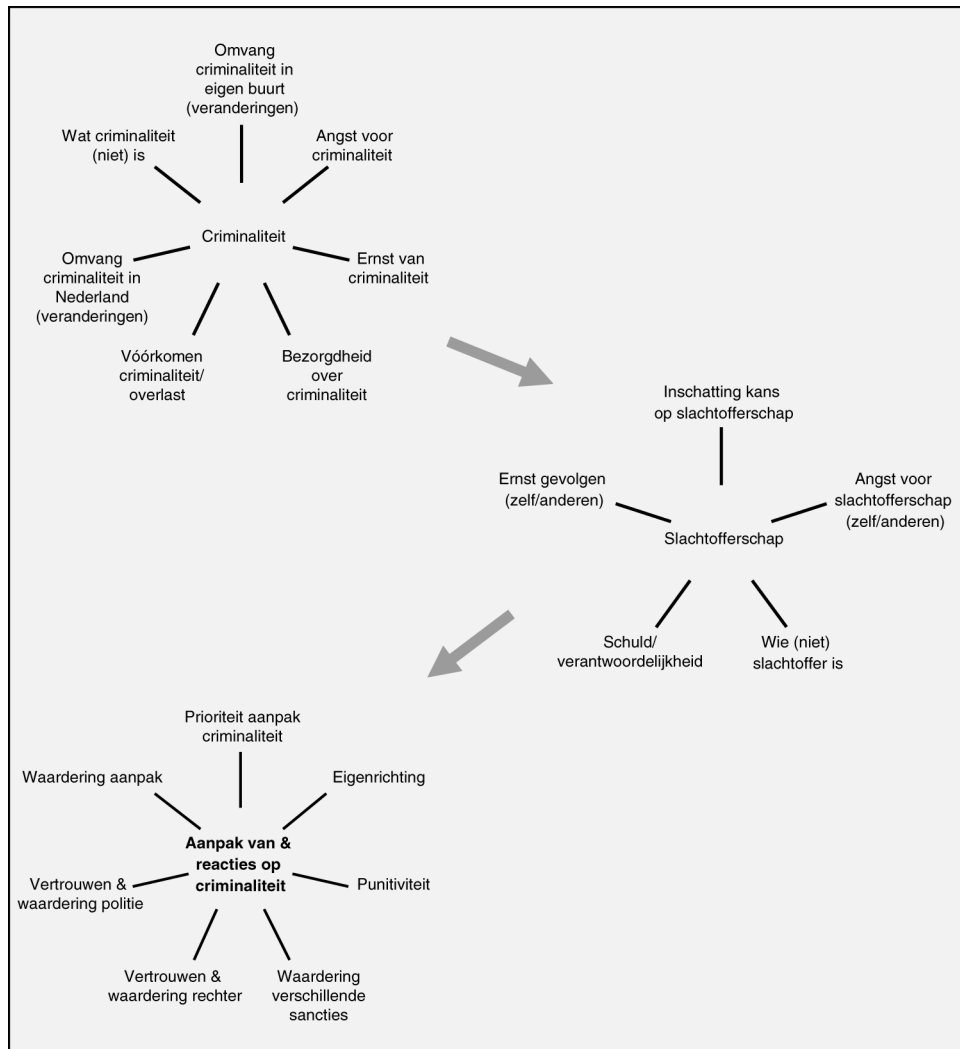 Omvang
criminaliteit in
eigen buurt
(veranderingen)
Wat criminaliteit
(niet) is
Angst voor
criminaliteit
Criminaliteit
Omvang
criminaliteit in
Nederland
(veranderingen)
Ernst van
criminaliteit
Vóórkomen
criminaliteit/
overlast
Bezorgdheid
over
criminaliteit
Inschatting kans
op slachtofferschap
Ernst gevolgen
(zelf/anderen)
Angst voor
slachtofferschap
(zelf/anderen)
Slachtofferschap
Schuld/
verantwoordelijkheid
Wie (niet)
slachtoffer is
Prioriteit aanpak
criminaliteit
Waardering aanpak
Eigenrichting
Aanpak van &
reacties op
criminaliteit
Vertrouwen &
waardering politie
Punitiviteit
Vertrouwen &
waardering rechter
Waardering
verschillende
sancties